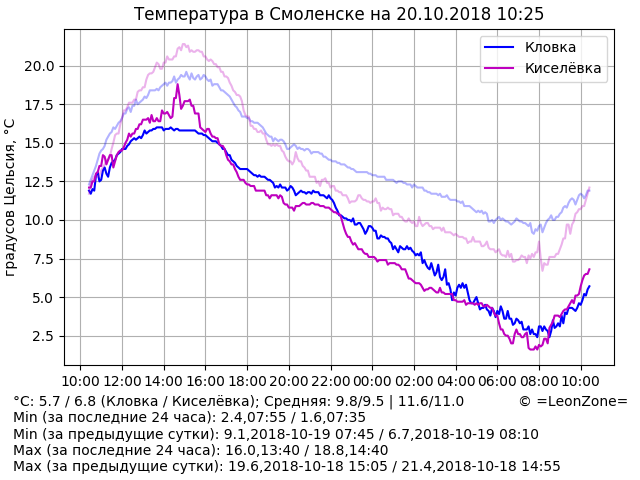 Температура в Смоленске на 20.10.2018 10:25
Кловка
Киселёвка
градусов Цельсия, °C
20.0
17.5
15.0
12.5
10.0
7.5
5.0
2.5
10:00 12:00 14:00 16:00 18:00 20:00 22:00 00:00 02:00 04:00 06:00 08:00 10:00
°C: 5.7 / 6.8 (Кловка / Киселёвка); Средняя: 9.8/9.5 | 11.6/11.0 © =LeonZone=
Min (за последние 24 часа): 2.4,07:55 / 1.6,07:35
Min (за предыдущие сутки): 9.1,2018-10-19 07:45 / 6.7,2018-10-19 08:10
Max (за последние 24 часа): 16.0,13:40 / 18.8,14:40
Max (за предыдущие сутки): 19.6,2018-10-18 15:05 / 21.4,2018-10-18 14:55